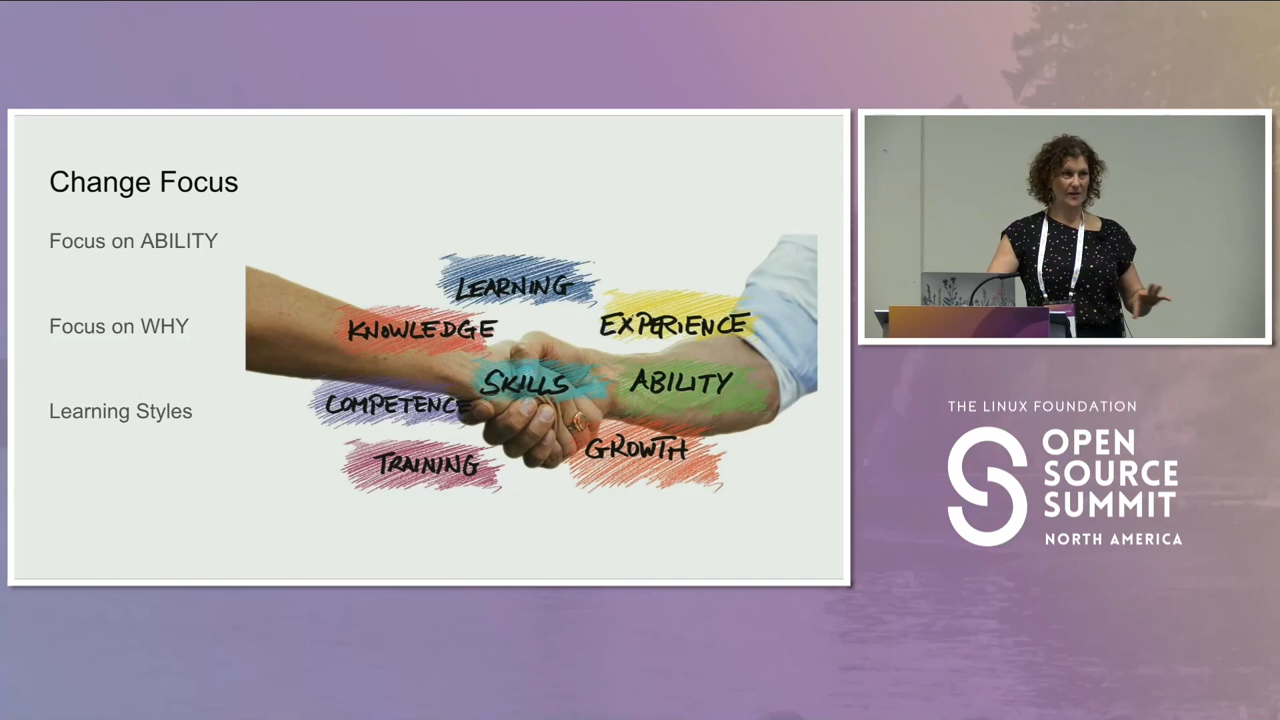 Change Focus
Focus on ABILITY
Focus on WHY
Learning Styles
LEARNING
KNOWLEDGE
EXPERIENCE
SKILLS
ABILITY
COMPETENCE
GROWTH
TRAINING
THE LINUX FOUNDATION
OPEN
SOURCE
SUMMIT
NORTH AMERICA